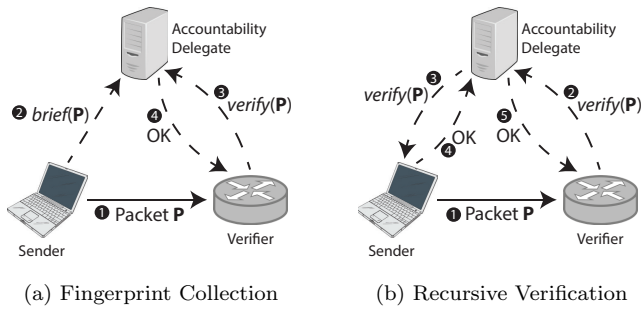 Accountability
Delegate
❷ brief(P)
❸
verify(P)
❹
OK
❶ Packet P
Sender
Verifier
(a) Fingerprint Collection
Accountability
Delegate
❸
verify(P)
❷
verify(P)
OK
❹
❺
OK
❶ Packet P
Sender
Verifier
(b) Recursive Verification